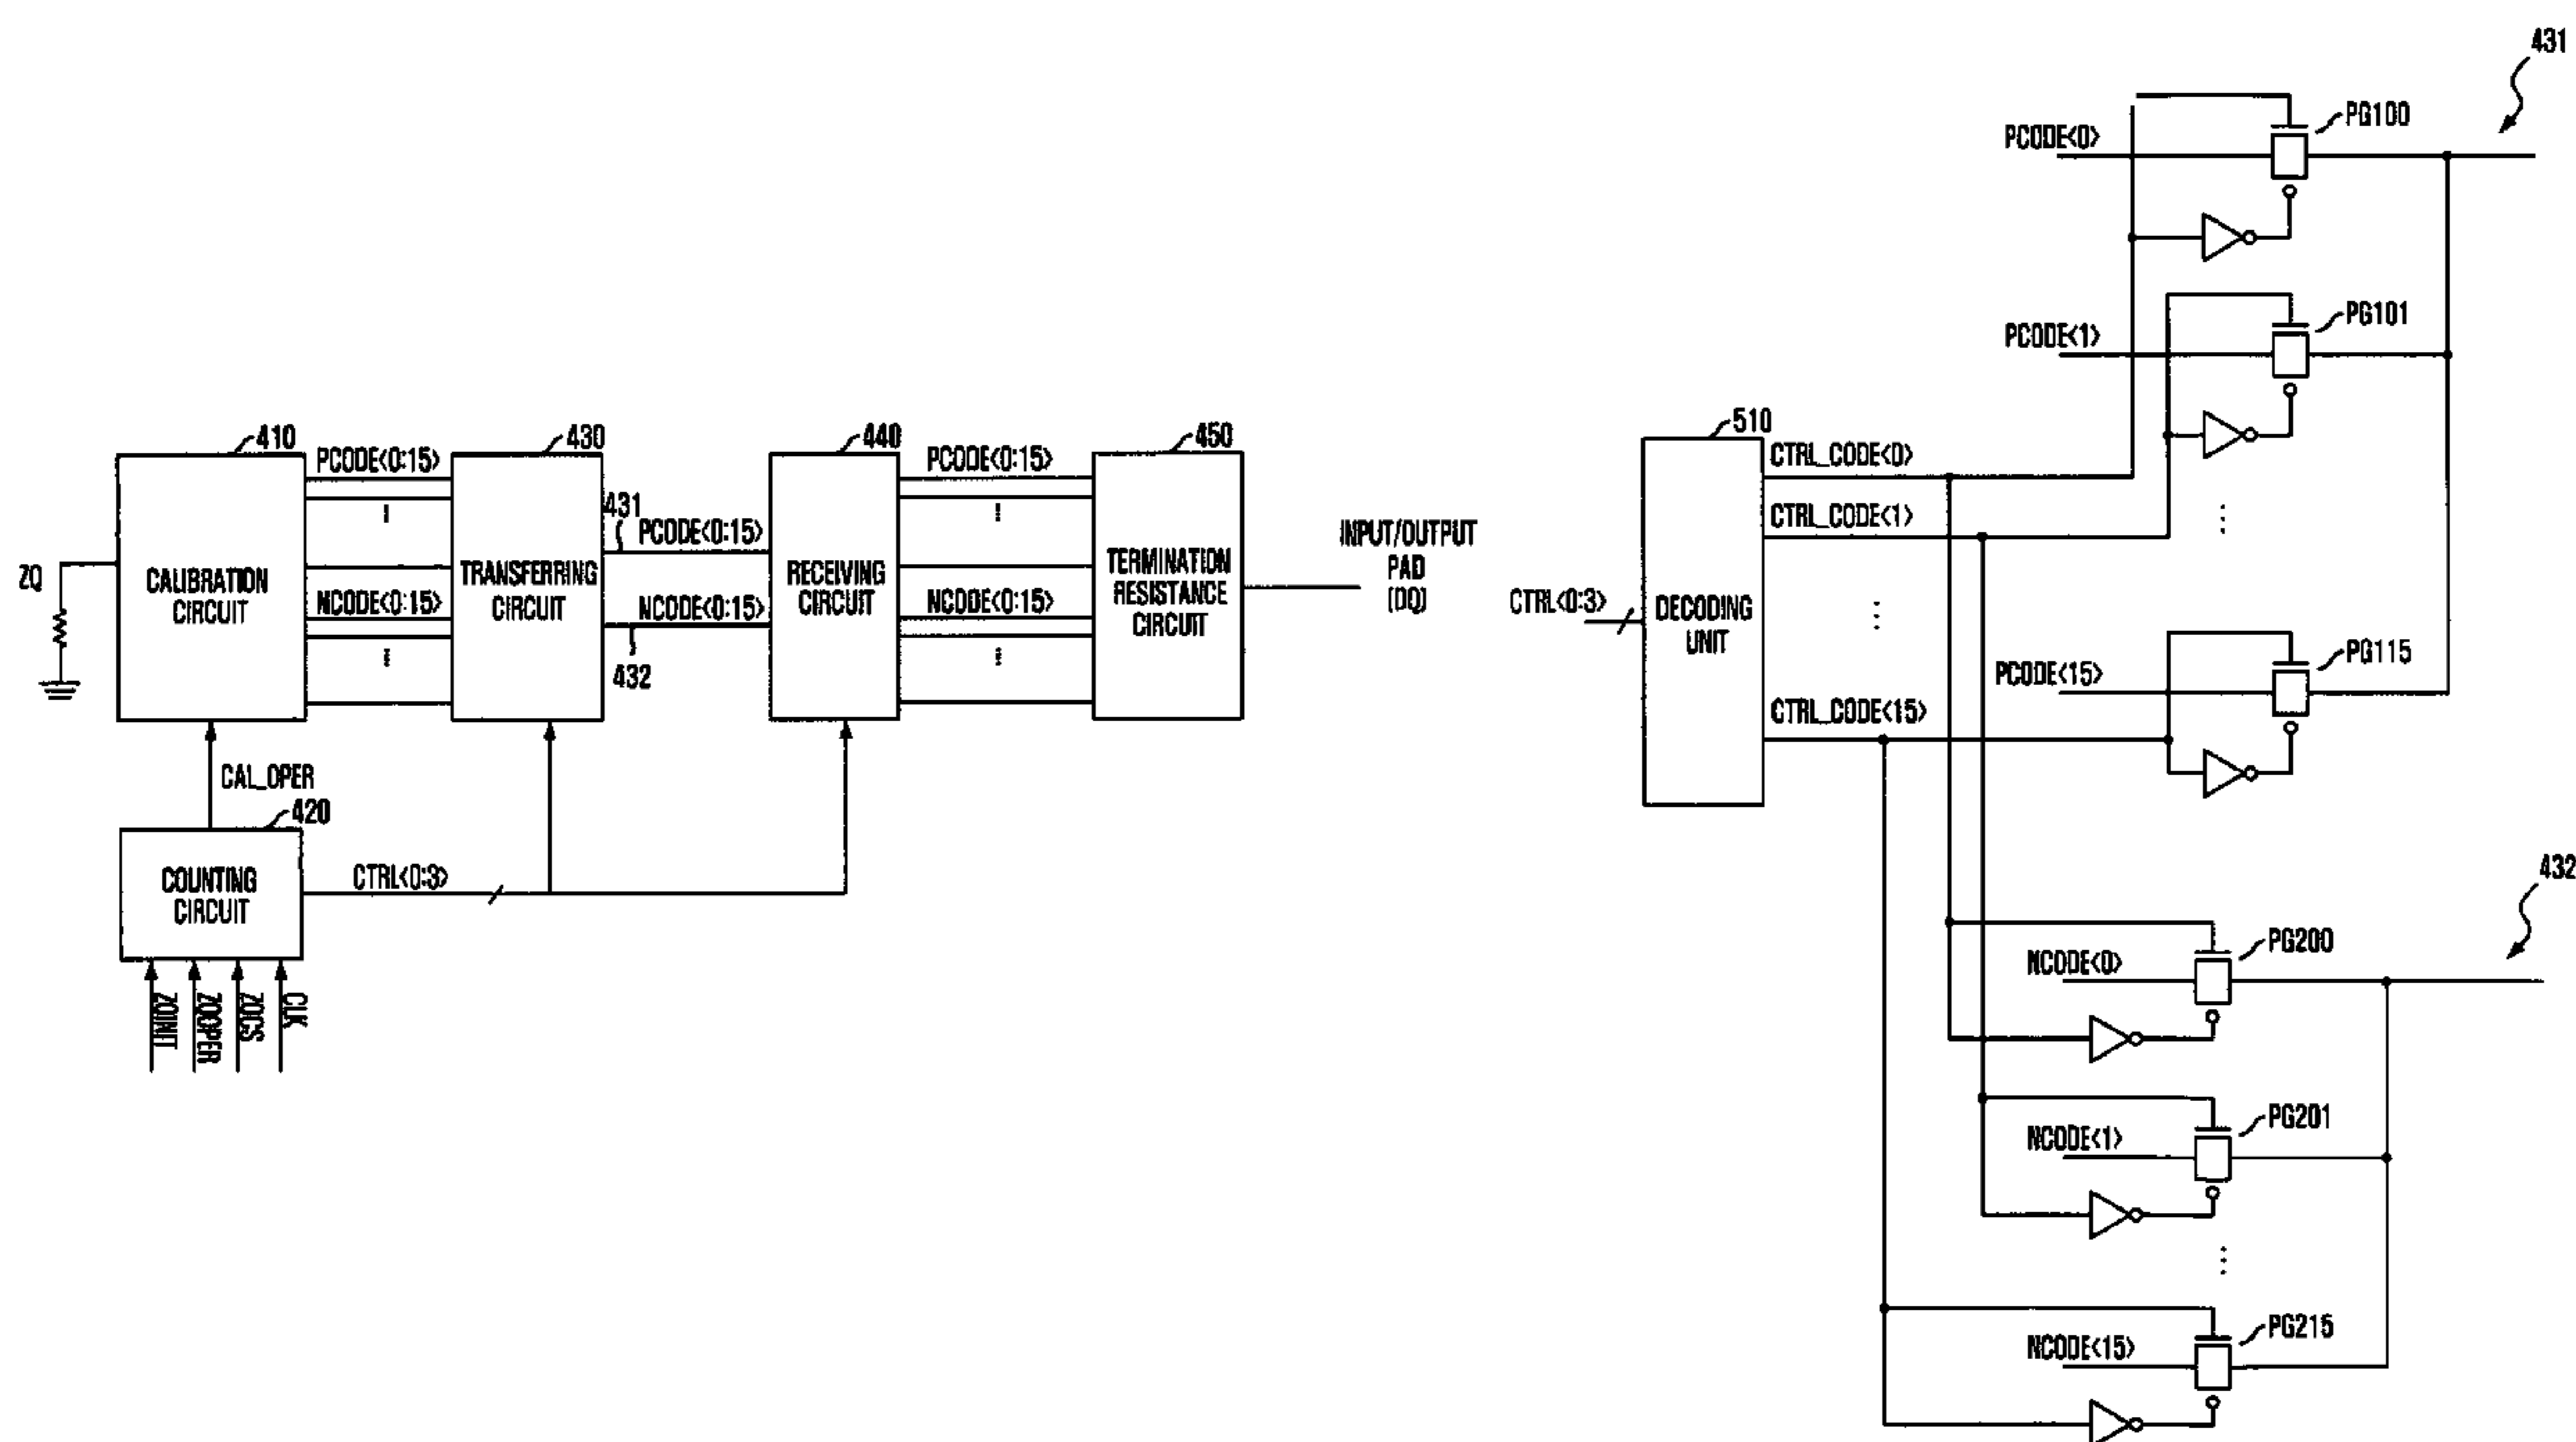 410
PCODE<0:15>
430
440
PCODE<0:15>
450
431
PCODE<0:15>
ZQ
CALIBRATION
CIRCUIT
NCODE<0:15>
TRANSFERRING
CIRCUIT
NCODE<0:15>
432
RECEIVING
CIRCUIT
NCODE<0:15>
TERMINATION
RESISTANCE
CIRCUIT
INPUT/OUTPUT
PAD
(DQ)
CAL_OPER
420
COUNTING
CIRCUIT
CTRL<0:3>
ZQINIT
ZQOPER
ZQCS
CLK
431
PG100
PCODE<0>
PG101
PCODE<1>
510
CTRL_CODE<0>
CTRL_CODE<1>
CTRL<0:3>
DECODING
UNIT
PG115
PCODE<15>
CTRL_CODE<15>
432
PG200
NCODE<0>
PG201
NCODE<1>
PG215
NCODE<15>